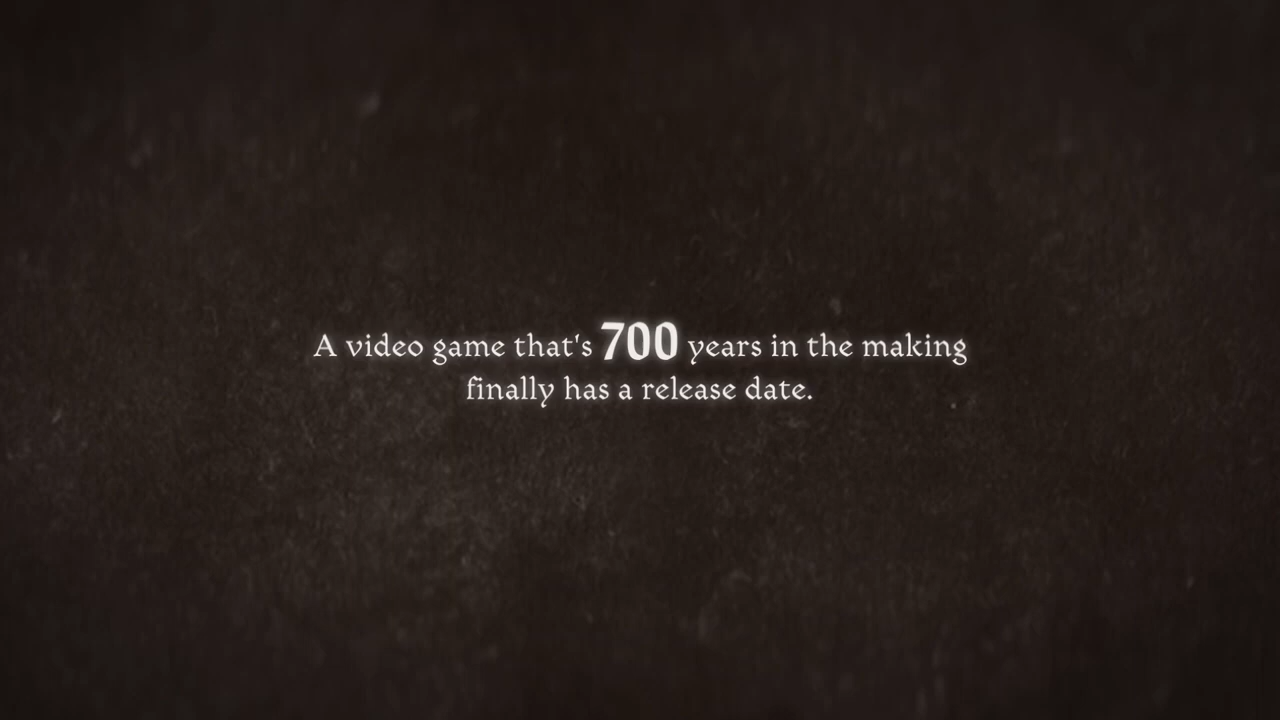 A video game that's 700 years in the making
finally has a release date.